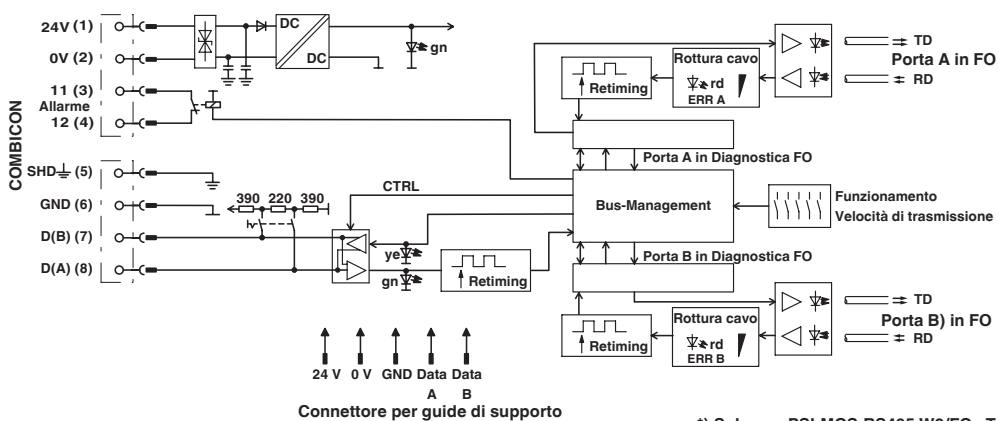 24V (1)
0V (2)
11 (3)
Allarme
12 (4)
COMBICON
SHD (5)
GND (6)
D(B) (7)
D(A) (8)
DC
DC
gn
390 220 390
CTRL
ye
gn
Retiming
Retiming
Rottura cavo
rd
ERR A
TD
Porta A in FO
RD
Porta A in Diagnostica FO
Bus-Management
Funzionamento
Velocità di trasmissione
Porta B in Diagnostica FO
Retiming
Rottura cavo
rd
ERR B
TD
Porta B) in FO
RD
24 V 0 V GND Data Data
A B
Connettore per guide di supporto